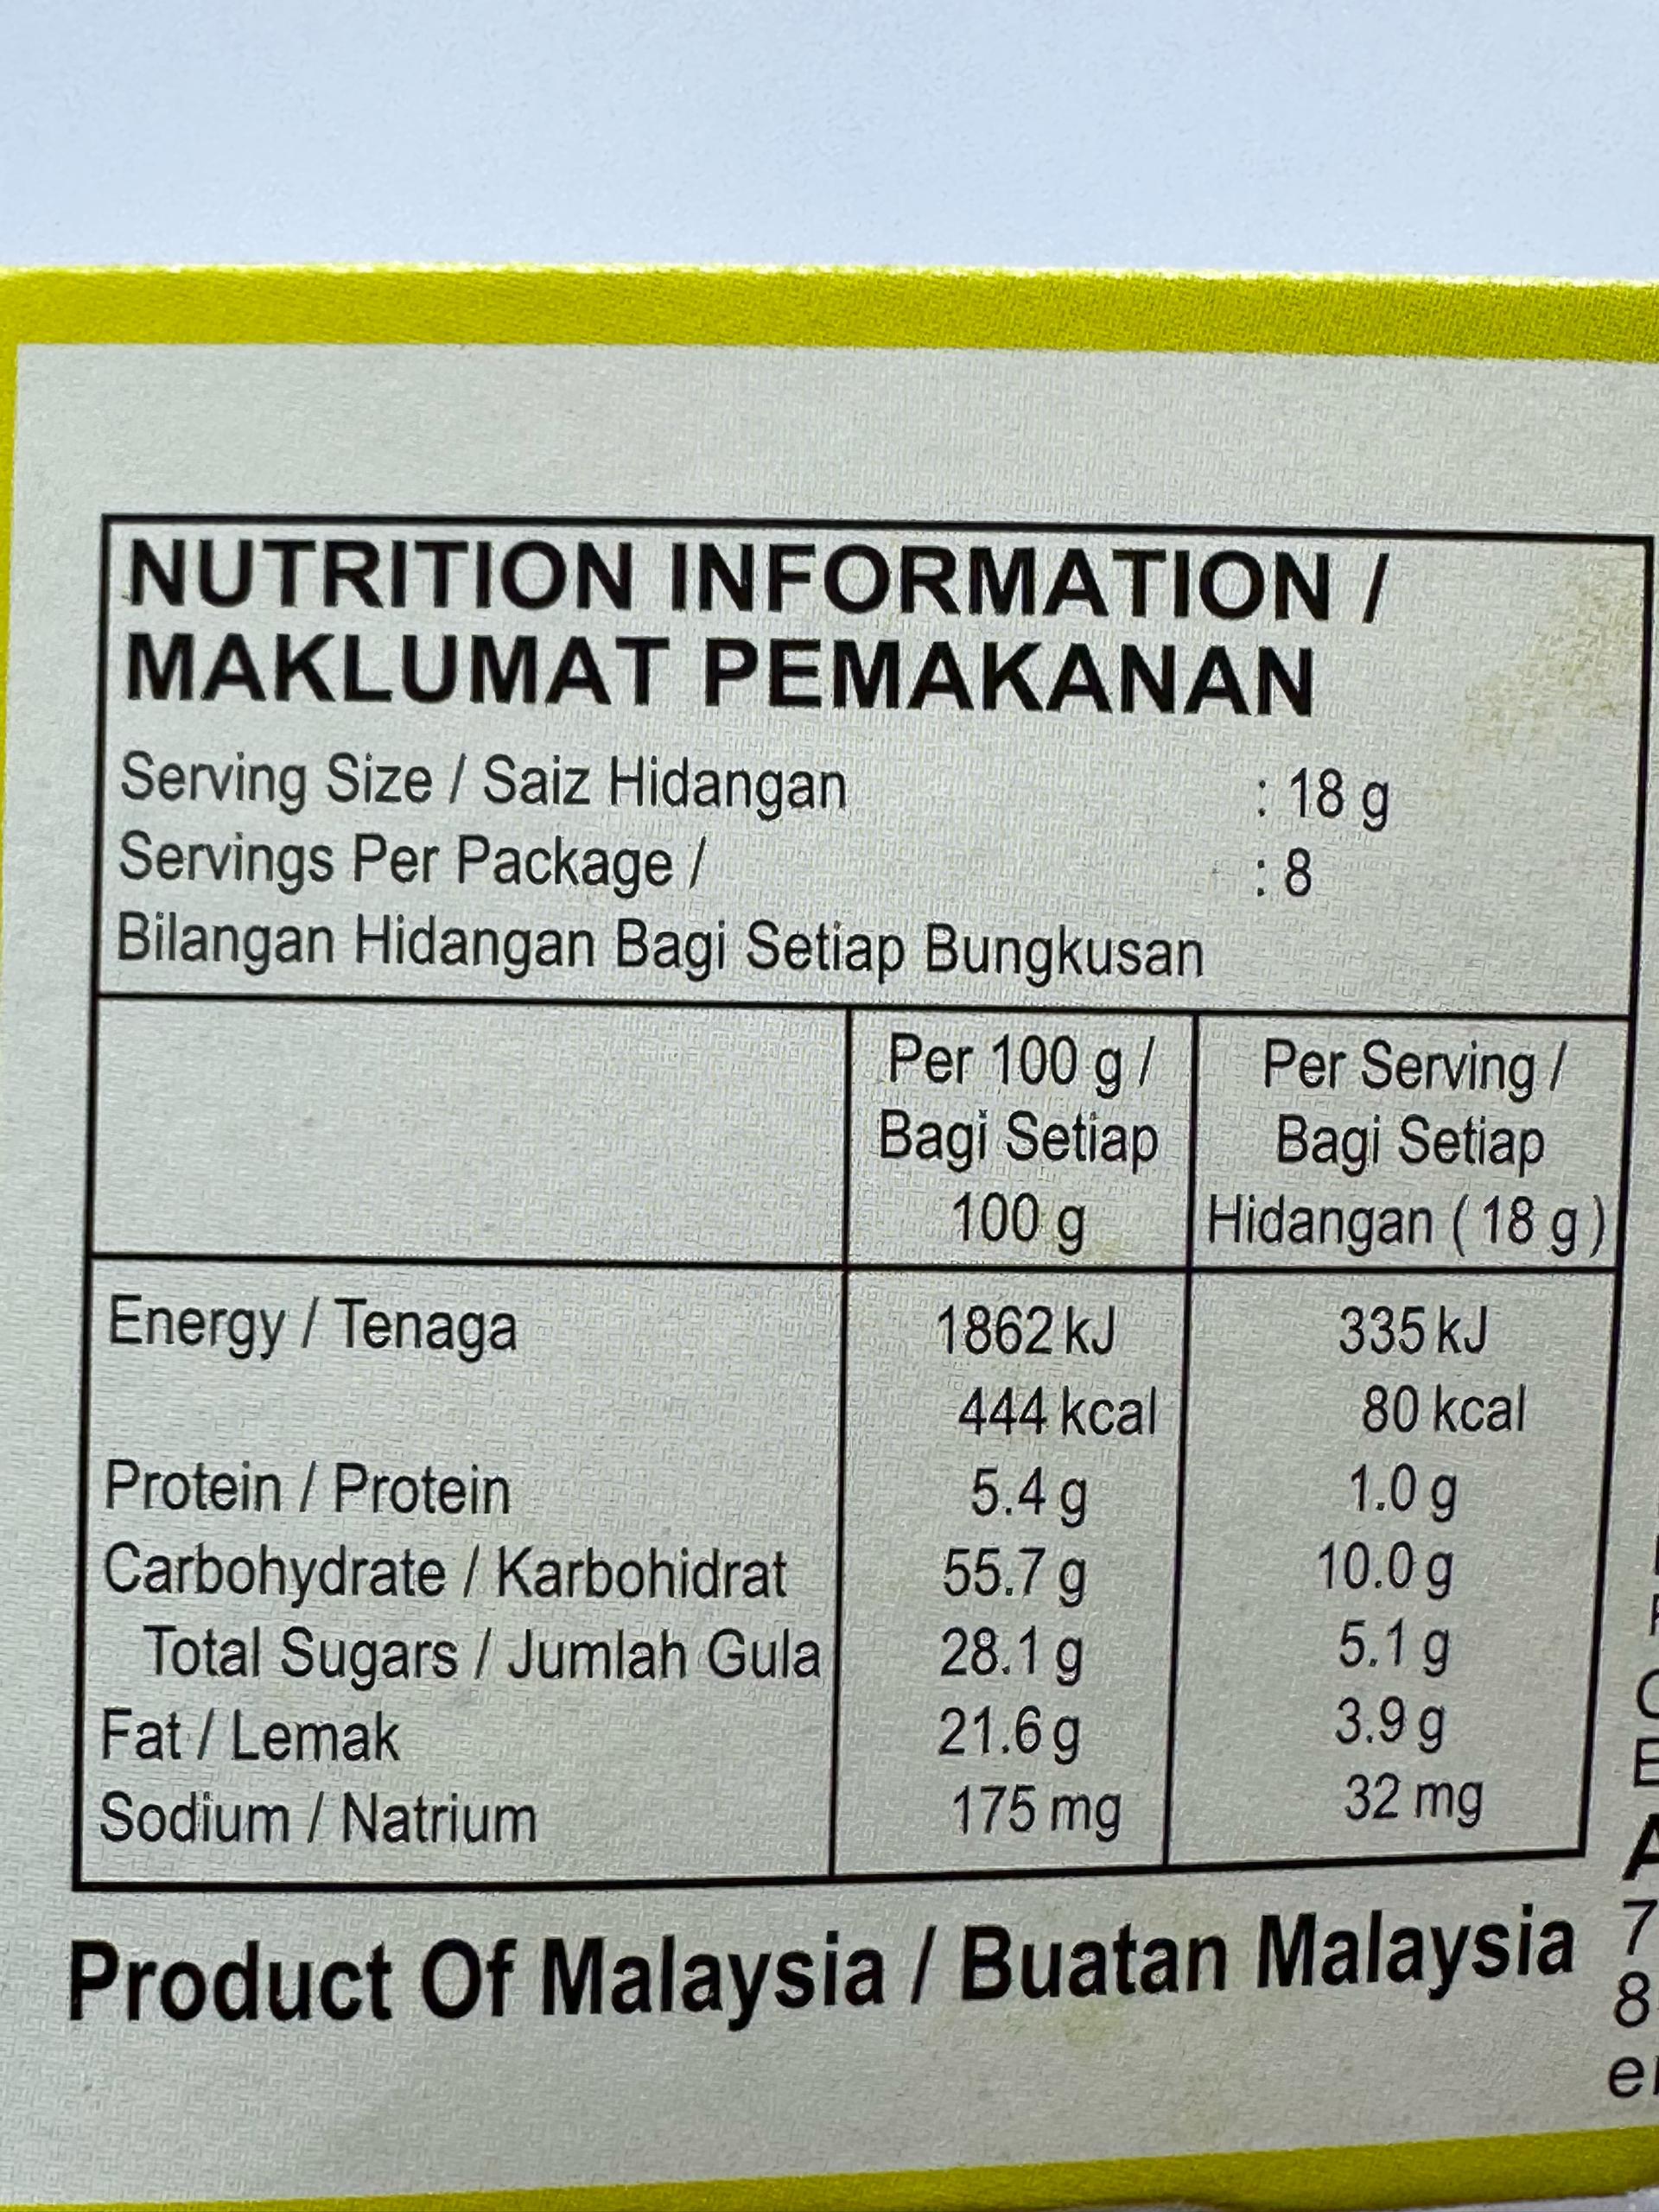 NUTRITION INFORMATION /
MAKLUMAT PEMAKANAN
Serving Size / Saiz Hidangan : 18 g
Servings Per Package / : 8
Bilangan Hidangan Bagi Setiap Bungkusan
Per 100 g / Per Serving /
Bagi Setiap Bagi Setiap
100 g Hidangan ( 18 g )
Energy / Tenaga 1862 kJ 335 kJ
444 kcal 80 kcal
Protein / Protein 5.4 g 1.0 g
Carbohydrate / Karbohidrat 55.7 g 10.0 g
Total Sugars / Jumlah Gula 28.1 g 5.1 g
Fat / Lemak 21.6 g 3.9 g
Sodium / Natrium 175 mg 32 mg
Product Of Malaysia / Buatan Malaysia